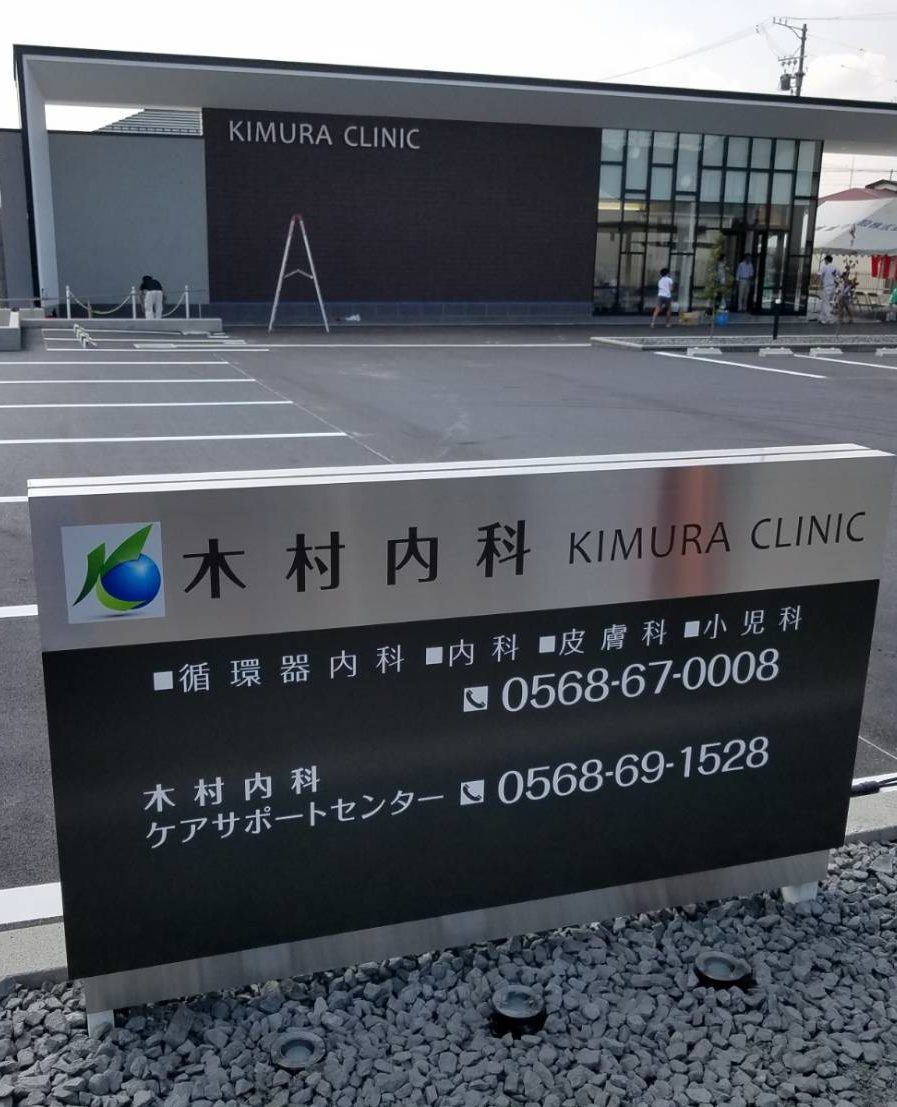 KIMURA CLINIC
木村内科 KIMURA CLINIC
■循環器内科 ■内科 ■皮膚科 ■小児科
0568-67-0008
木村内科
ケアサポートセンター 0568-69-1528